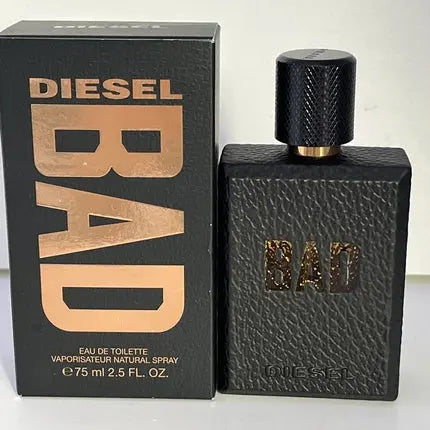 DIESEL
BAD
EAU DE TOILETTE
VAPORISATEUR NATURAL SPRAY
℮75 ml 2.5 FL. OZ.
BAD
DIESEL